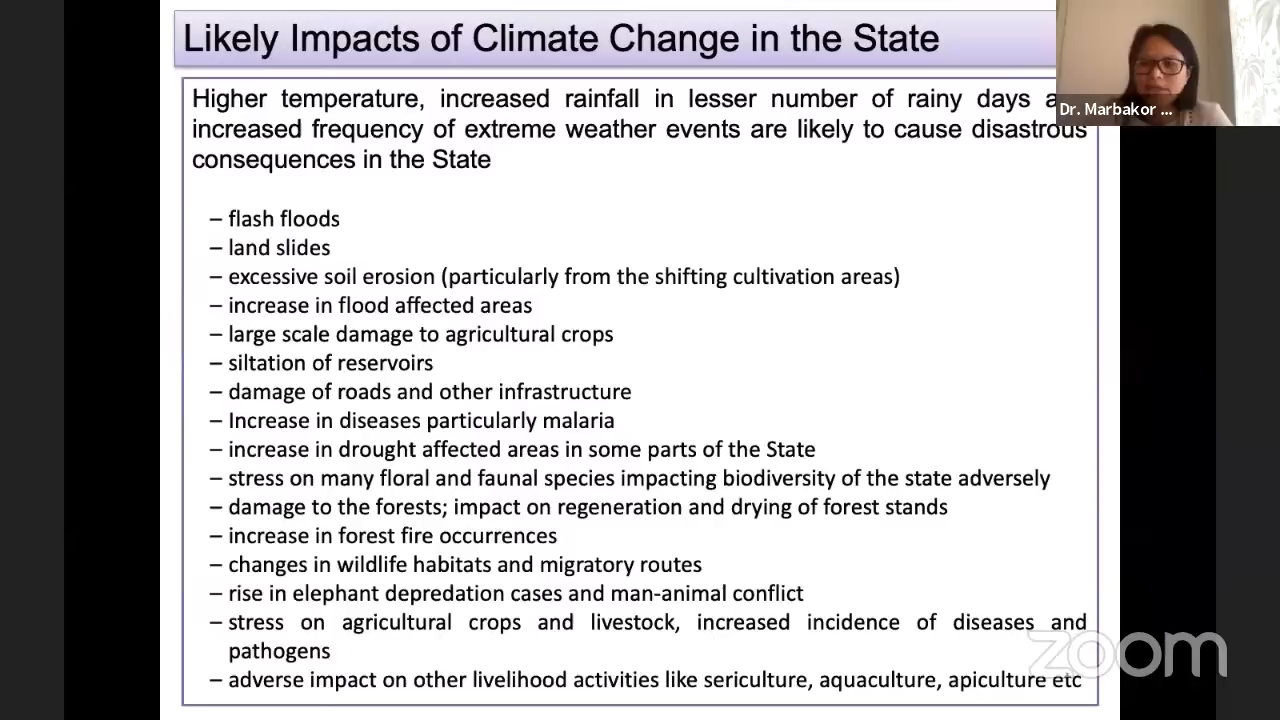 Likely Impacts of Climate Change in the State
Dr. Marbakor ...
Higher temperature, increased rainfall in lesser number of rainy days a
increased frequency of extreme weather events are likely to cause disastrous
consequences in the State
– flash floods
– land slides
– excessive soil erosion (particularly from the shifting cultivation areas)
– increase in flood affected areas
– large scale damage to agricultural crops
– siltation of reservoirs
– damage of roads and other infrastructure
– Increase in diseases particularly malaria
– increase in drought affected areas in some parts of the State
– stress on many floral and faunal species impacting biodiversity of the state adversely
– damage to the forests; impact on regeneration and drying of forest stands
– increase in forest fire occurrences
– changes in wildlife habitats and migratory routes
– rise in elephant depredation cases and man-animal conflict
– stress on agricultural crops and livestock, increased incidence of diseases and
pathogens
– adverse impact on other livelihood activities like sericulture, aquaculture, apiculture etc
zoom